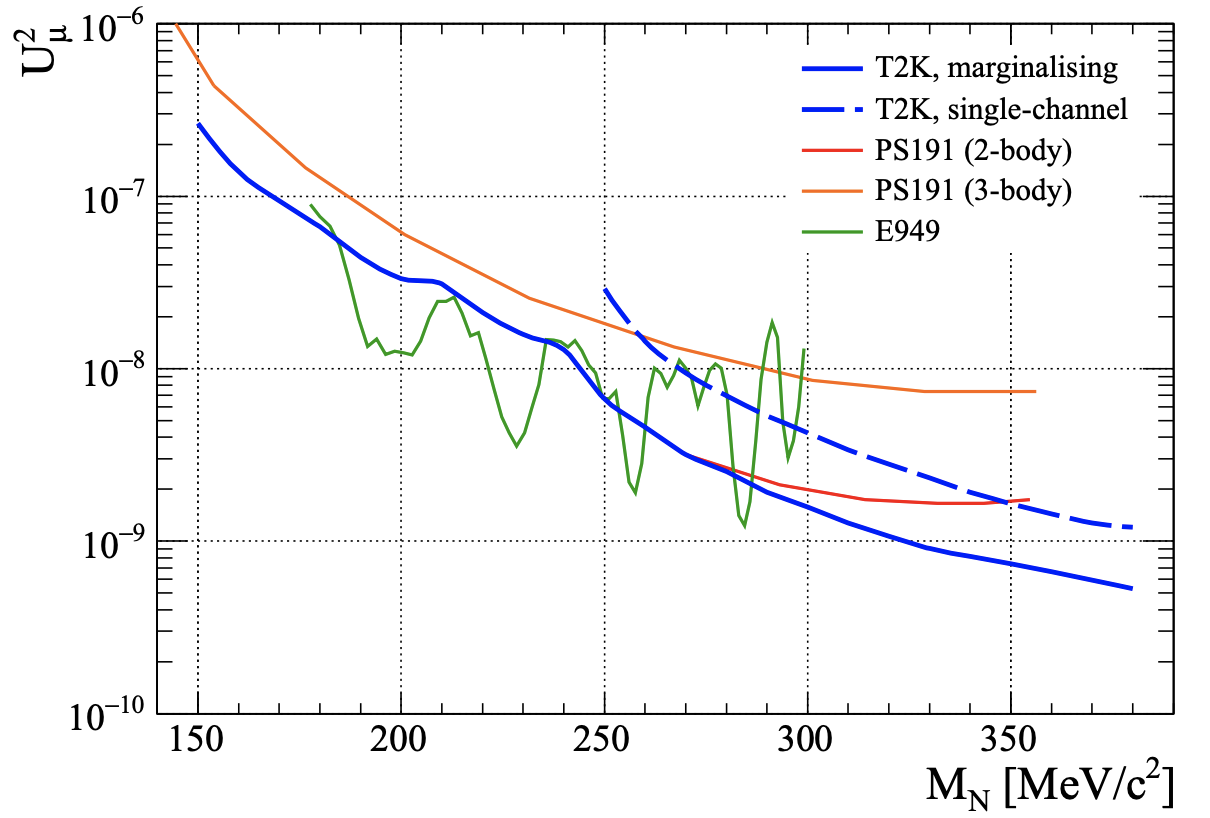 U²μ
10⁻⁶
10⁻⁷
10⁻⁸
10⁻⁹
10⁻¹⁰
T2K, marginalising
T2K, single-channel
PS191 (2-body)
PS191 (3-body)
E949
150 200 250 300 350
M_N [MeV/c²]